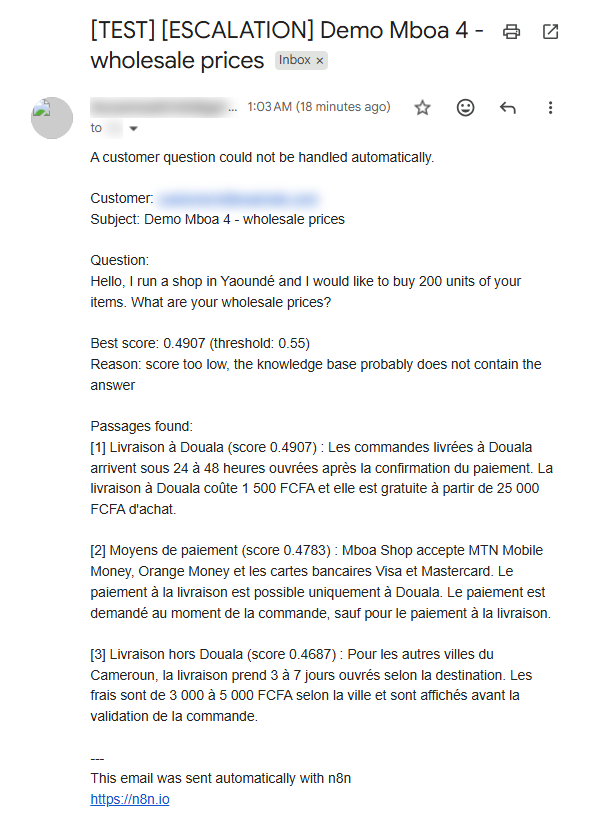 [TEST] [ESCALATION] Demo Mboa 4 -
wholesale prices Inbox ×
... 1:03 AM (18 minutes ago)
to
A customer question could not be handled automatically.
Customer:
Subject: Demo Mboa 4 - wholesale prices
Question:
Hello, I run a shop in Yaoundé and I would like to buy 200 units of your
items. What are your wholesale prices?
Best score: 0.4907 (threshold: 0.55)
Reason: score too low, the knowledge base probably does not contain the
answer
Passages found:
[1] Livraison à Douala (score 0.4907) : Les commandes livrées à Douala
arrivent sous 24 à 48 heures ouvrées après la confirmation du paiement. La
livraison à Douala coûte 1 500 FCFA et elle est gratuite à partir de 25 000
FCFA d'achat.
[2] Moyens de paiement (score 0.4783) : Mboa Shop accepte MTN Mobile
Money, Orange Money et les cartes bancaires Visa et Mastercard. Le
paiement à la livraison est possible uniquement à Douala. Le paiement est
demandé au moment de la commande, sauf pour le paiement à la livraison.
[3] Livraison hors Douala (score 0.4687) : Pour les autres villes du
Cameroun, la livraison prend 3 à 7 jours ouvrés selon la destination. Les
frais sont de 3 000 à 5 000 FCFA selon la ville et sont affichés avant la
validation de la commande.
---
This email was sent automatically with n8n
https://n8n.io